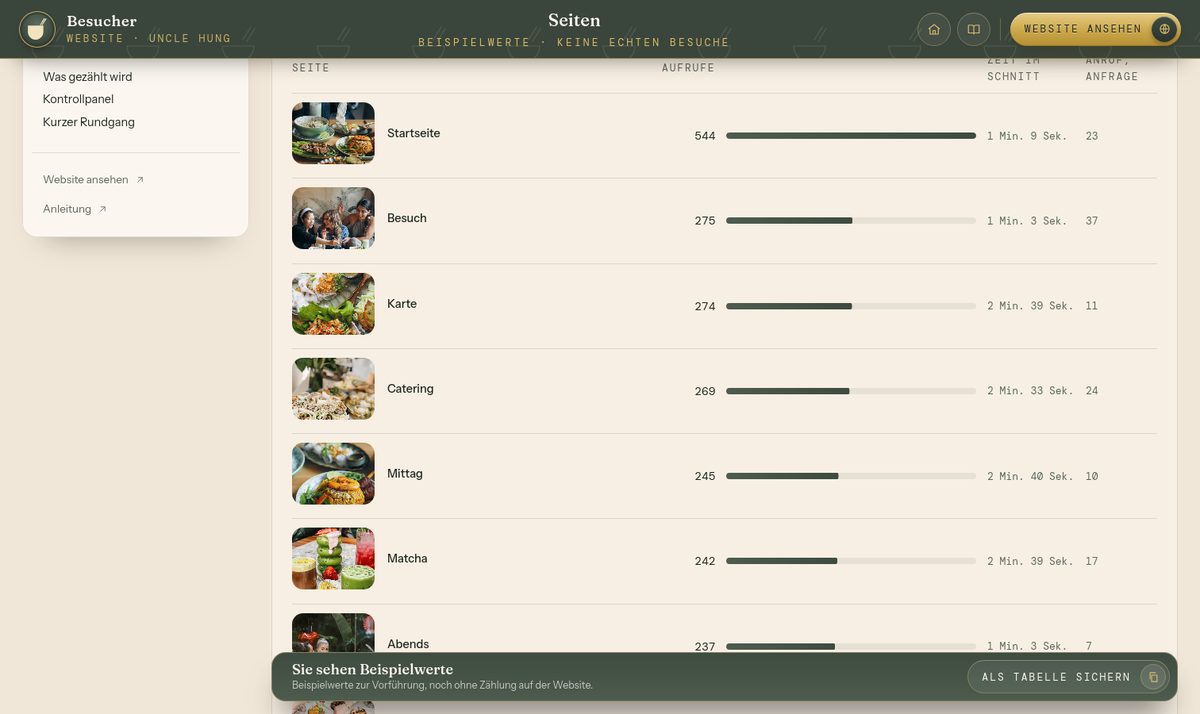 Besucher
WEBSITE · UNCLE HUNG
Seiten
BEISPIELWERTE · KEINE ECHTEN BESUCHE
WEBSITE ANSEHEN
Was gezählt wird
Kontrollpanel
Kurzer Rundgang
Website ansehen
Anleitung
SEITE
AUFRUFE
ZEIT IM
SCHNITT
ANRUF,
ANFRAGE
Startseite 544 1 Min. 9 Sek. 23
Besuch 275 1 Min. 3 Sek. 37
Karte 274 2 Min. 39 Sek. 11
Catering 269 2 Min. 33 Sek. 24
Mittag 245 2 Min. 40 Sek. 10
Matcha 242 2 Min. 39 Sek. 17
Abends 237 1 Min. 3 Sek. 7
Sie sehen Beispielwerte
Beispielwerte zur Vorführung, noch ohne Zählung auf der Website.
ALS TABELLE SICHERN